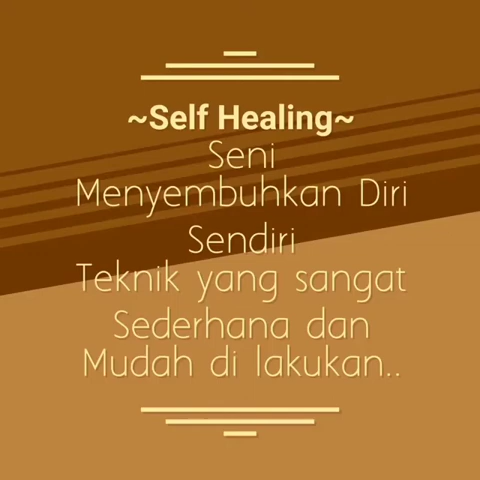 ~Self Healing~
Seni
Menyembuhkan Diri
Sendiri
Teknik yang sangat
Sederhana dan
Mudah di lakukan..